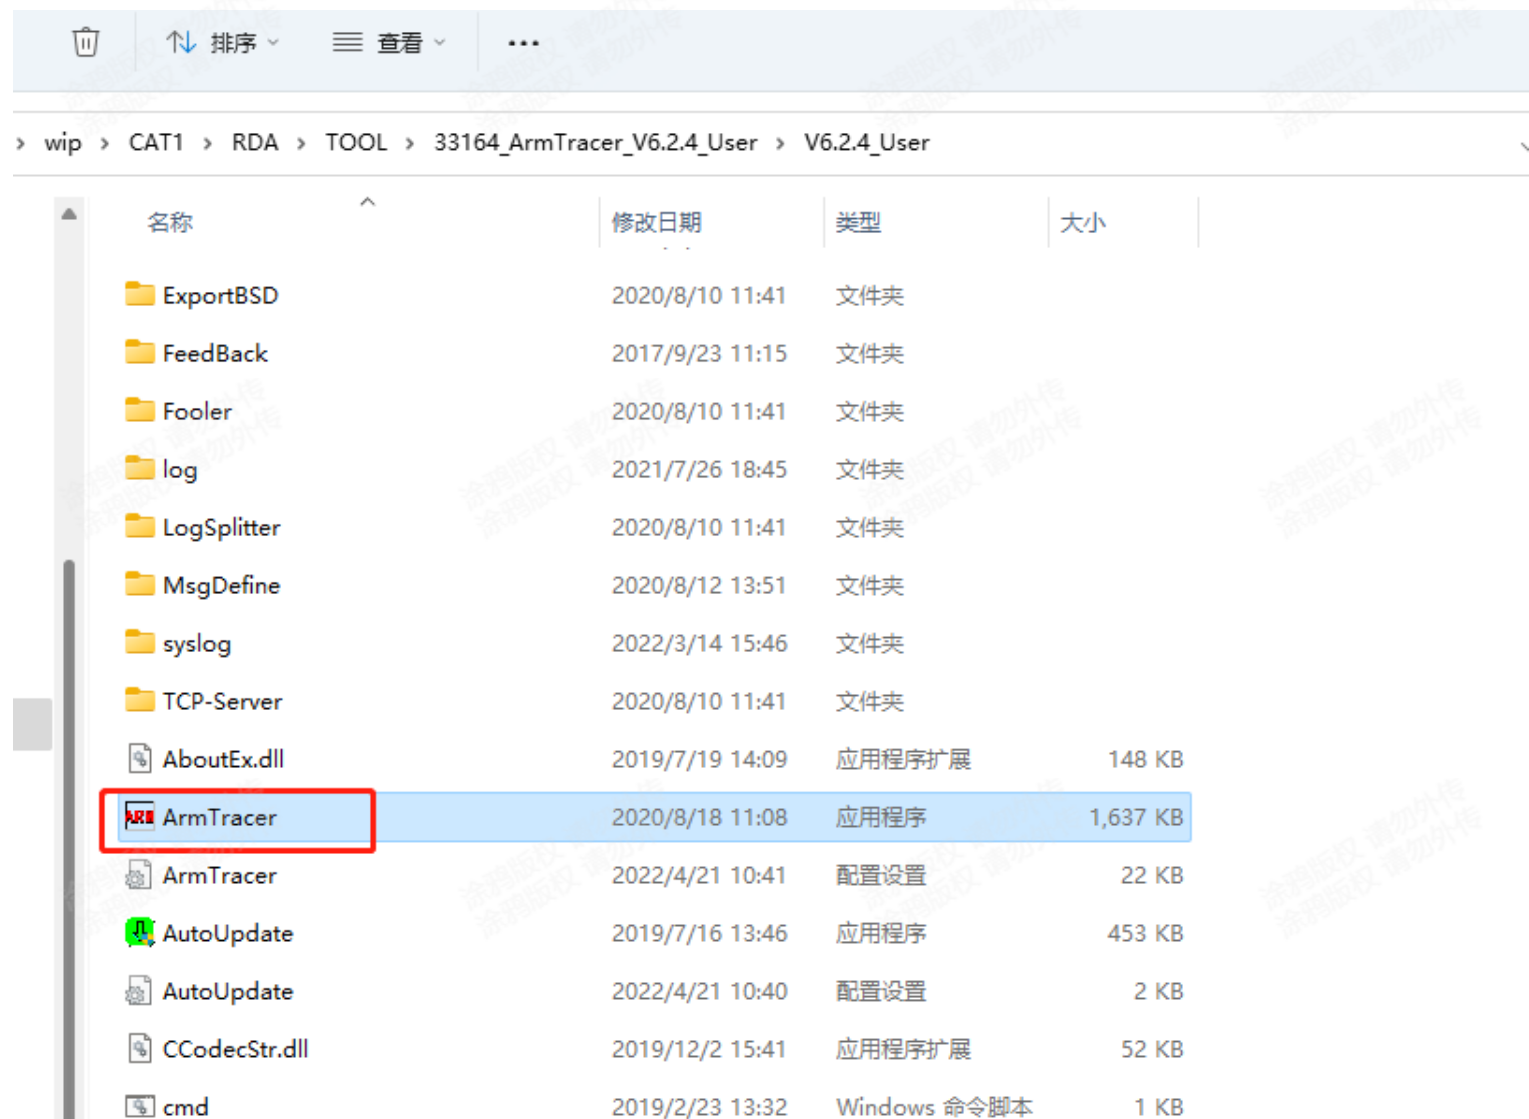 排序 查看 ...
› wip › CAT1 › RDA › TOOL › 33164_ArmTracer_V6.2.4_User › V6.2.4_User
名称 修改日期 类型 大小
ExportBSD 2020/8/10 11:41 文件夹
FeedBack 2017/9/23 11:15 文件夹
Fooler 2020/8/10 11:41 文件夹
log 2021/7/26 18:45 文件夹
LogSplitter 2020/8/10 11:41 文件夹
MsgDefine 2020/8/12 13:51 文件夹
syslog 2022/3/14 15:46 文件夹
TCP-Server 2020/8/10 11:41 文件夹
AboutEx.dll 2019/7/19 14:09 应用程序扩展 148 KB
ArmTracer 2020/8/18 11:08 应用程序 1,637 KB
ArmTracer 2022/4/21 10:41 配置设置 22 KB
AutoUpdate 2019/7/16 13:46 应用程序 453 KB
AutoUpdate 2022/4/21 10:40 配置设置 2 KB
CCodecStr.dll 2019/12/2 15:41 应用程序扩展 52 KB
cmd 2019/2/23 13:32 Windows 命令脚本 1 KB
涂鸦版权 请勿外传